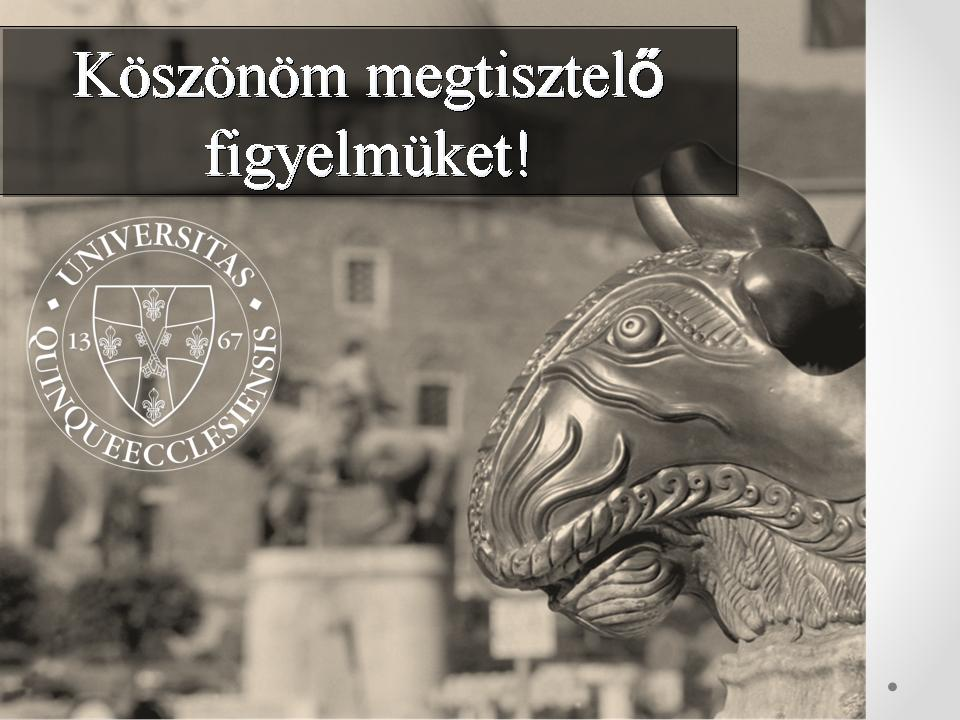 Köszönöm megtisztelő
figyelmüket!
UNIVERSITAS
13 67
QUINQUEECCLESIENSIS